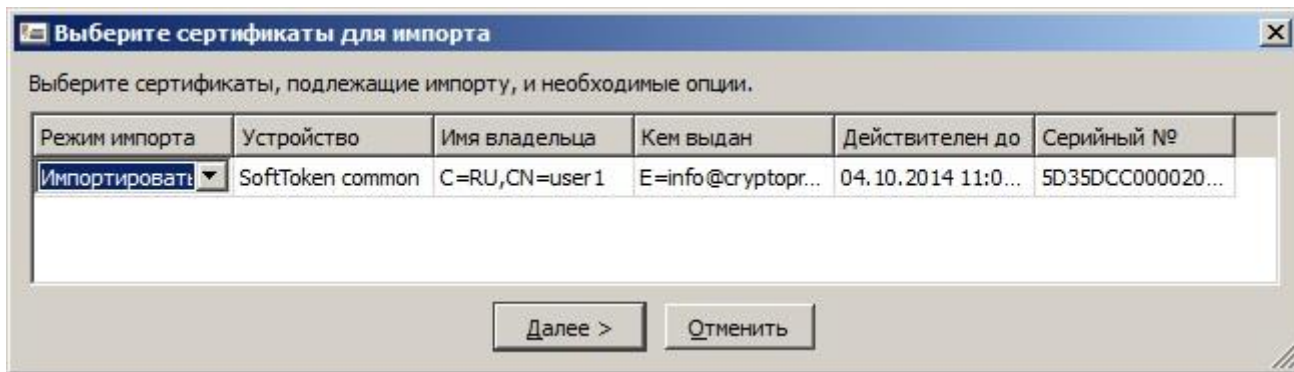 Выберите сертификаты для импорта
Выберите сертификаты, подлежащие импорту, и необходимые опции.
Режим импорта Устройство Имя владельца Кем выдан Действителен до Серийный №
Импортировать SoftToken common C=RU,CN=user1 E=info@cryptopr... 04.10.2014 11:0... 5D35DCC000020...
Далее > Отменить